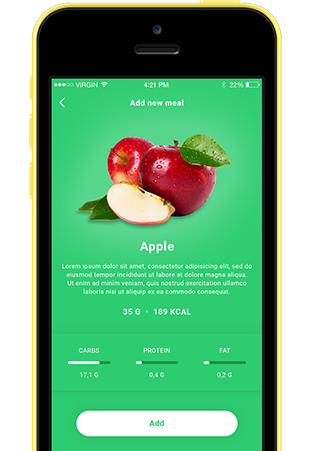 VIRGIN 4:21 PM 22%
Add new meal
Apple
Lorem ipsum dolor sit amet, consectetur adipisicing elit, sed do
eiusmod tempor incididunt ut labore et dolore magna aliqua.
Ut enim ad minim veniam, quis nostrud exercitation ullamco
laboris nisi ut aliquip ex ea commodo consequat.
35 G • 189 KCAL
CARBS PROTEIN FAT
17,1 G 0,4 G 0,2 G
Add